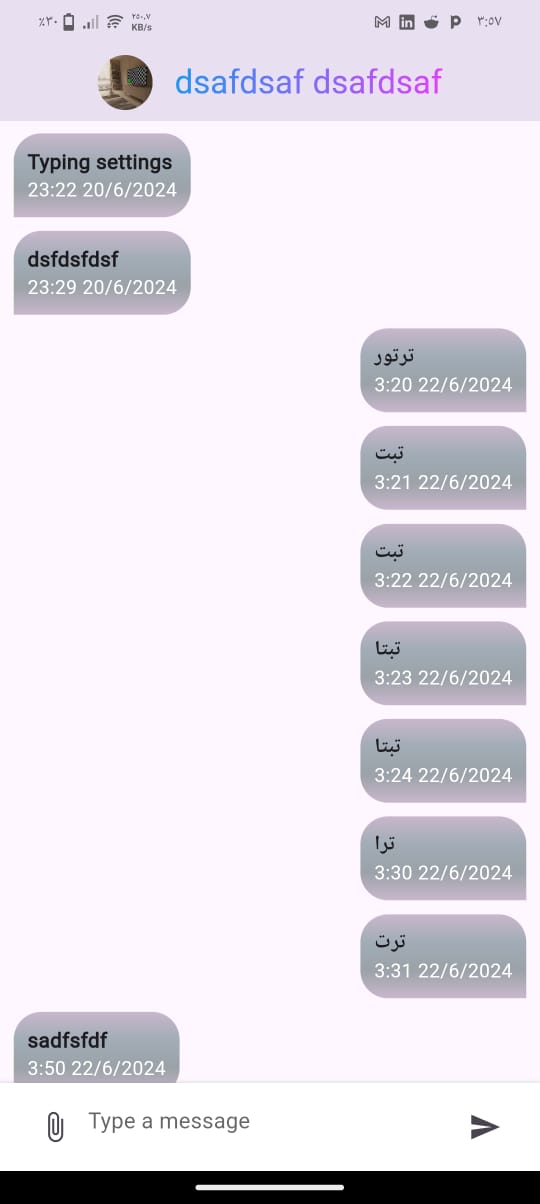 ٪٣٠
٢٥٠.٧
KB/s
٣:٥٧
dsafdsaf dsafdsaf
Typing settings
23:22 20/6/2024
dsfdsfdsf
23:29 20/6/2024
ترتور
3:20 22/6/2024
تبت
3:21 22/6/2024
تبت
3:22 22/6/2024
تبتا
3:23 22/6/2024
تبتا
3:24 22/6/2024
ترا
3:30 22/6/2024
ترت
3:31 22/6/2024
sadfsfdf
3:50 22/6/2024
Type a message